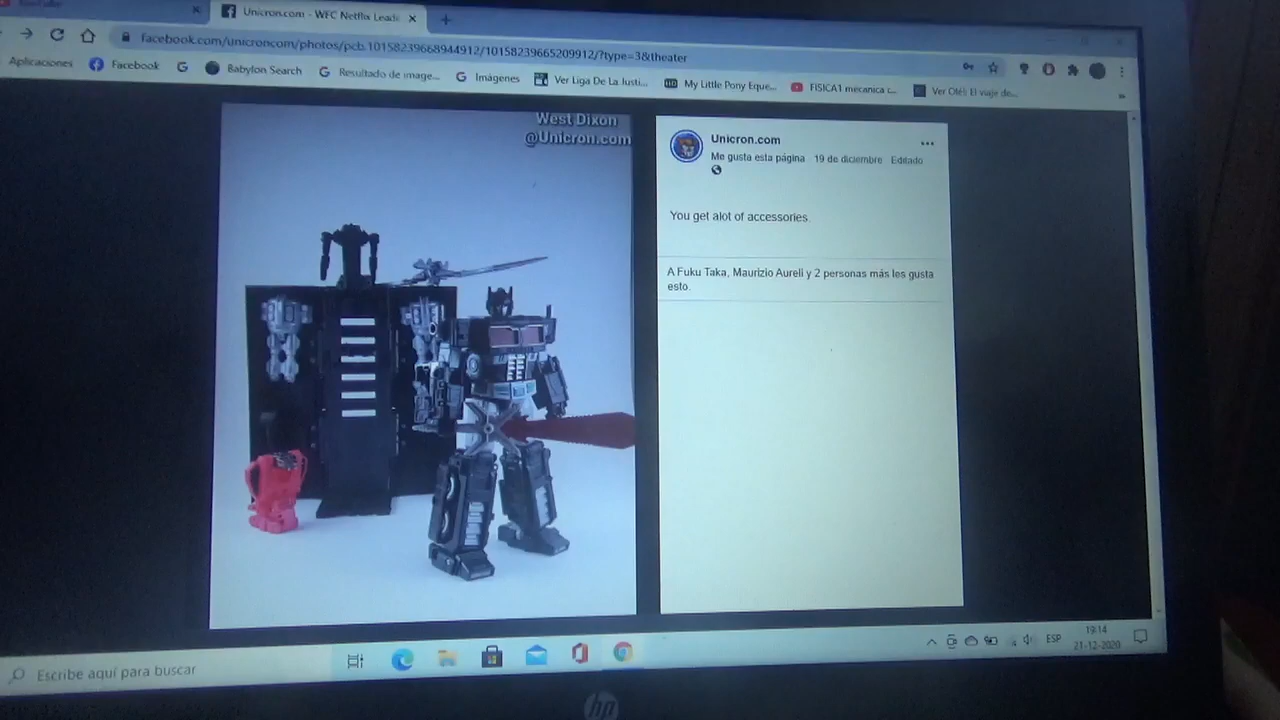 Unicron.com - WFC Netflix Leade
facebook.com/unicroncom/photos/pcb.10158239668944912/10158239665209912/?type=3&theater
Aplicaciones
Facebook
Babylon Search
Resultado de image...
Imágenes
Ver Liga De La Justi...
My Little Pony Eque...
FISICA1 mecanica c...
Ver Olé: El viaje de...
West Dixon
@Unicron.com
Unicron.com
Me gusta esta página 19 de diciembre Editado
You get alot of accessories.
A Fuku Taka, Maurizio Aureli y 2 personas más les gusta
esto.
Escribe aquí para buscar
ESP
19:14
21-12-2020
hp